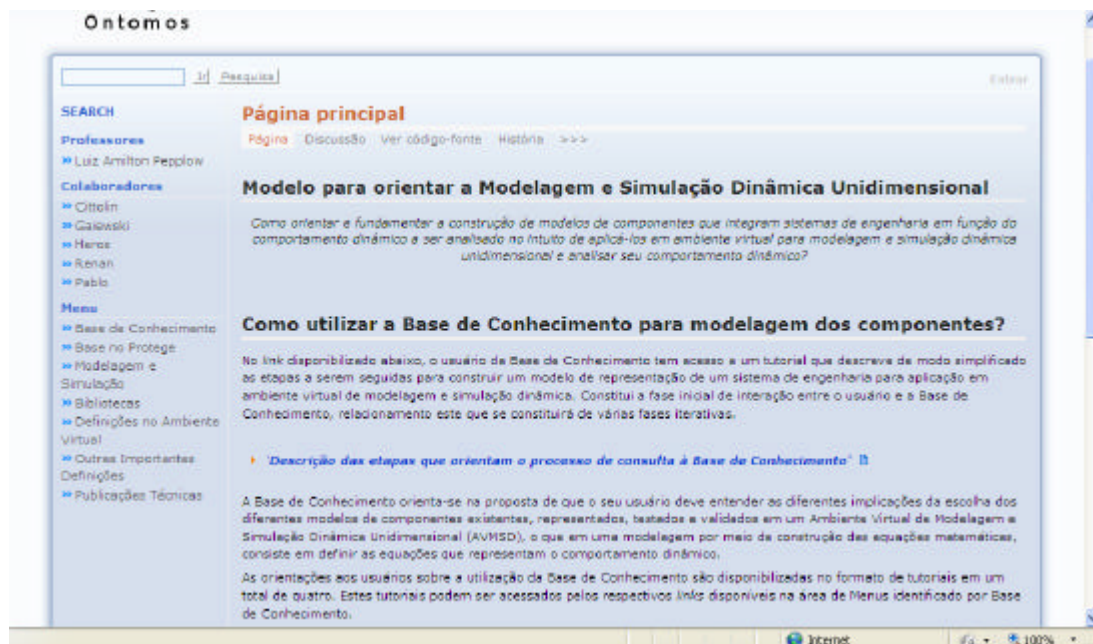 Ontomos
Ir Pesquisa
Entrar
SEARCH
Professores
Luiz Amilton Pepplow
Colaboradores
Cittolin
Gaiewski
Heros
Renan
Pablo
Menu
Base de Conhecimento
Base no Protege
Modelagem e
Simulação
Bibliotecas
Definições no Ambiente
Virtual
Outras Importantes
Definições
Publicações Técnicas
Página principal
Página Discussão Ver código-fonte História >>>
Modelo para orientar a Modelagem e Simulação Dinâmica Unidimensional
Como orientar e fundamentar a construção de modelos de componentes que integram sistemas de engenharia em função do
comportamento dinâmico a ser analisado no intuito de aplicá-los em ambiente virtual para modelagem e simulação dinâmica
unidimensional e analisar seu comportamento dinâmico?
Como utilizar a Base de Conhecimento para modelagem dos componentes?
No link disponibilizado abaixo, o usuário da Base de Conhecimento tem acesso a um tutorial que descreve de modo simplificado
as etapas a serem seguidas para construir um modelo de representação de um sistema de engenharia para aplicação em
ambiente virtual de modelagem e simulação dinâmica. Constitui a fase inicial de interação entre o usuário e a Base de
Conhecimento, relacionamento este que se constituirá de várias fases iterativas.
"Descrição das etapas que orientam o processo de consulta à Base de Conhecimento"
A Base de Conhecimento orienta-se na proposta de que o seu usuário deve entender as diferentes implicações da escolha dos
diferentes modelos de componentes existentes, representados, testados e validados em um Ambiente Virtual de Modelagem e
Simulação Dinâmica Unidimensional (AVMSD), o que em uma modelagem por meio de construção das equações matemáticas,
consiste em definir as equações que representam o comportamento dinâmico.
As orientações aos usuários sobre a utilização da Base de Conhecimento são disponibilizadas no formato de tutoriais em um
total de quatro. Estes tutoriais podem ser acessados pelos respectivos links disponíveis na área de Menus identificado por Base
de Conhecimento.
Internet
100%